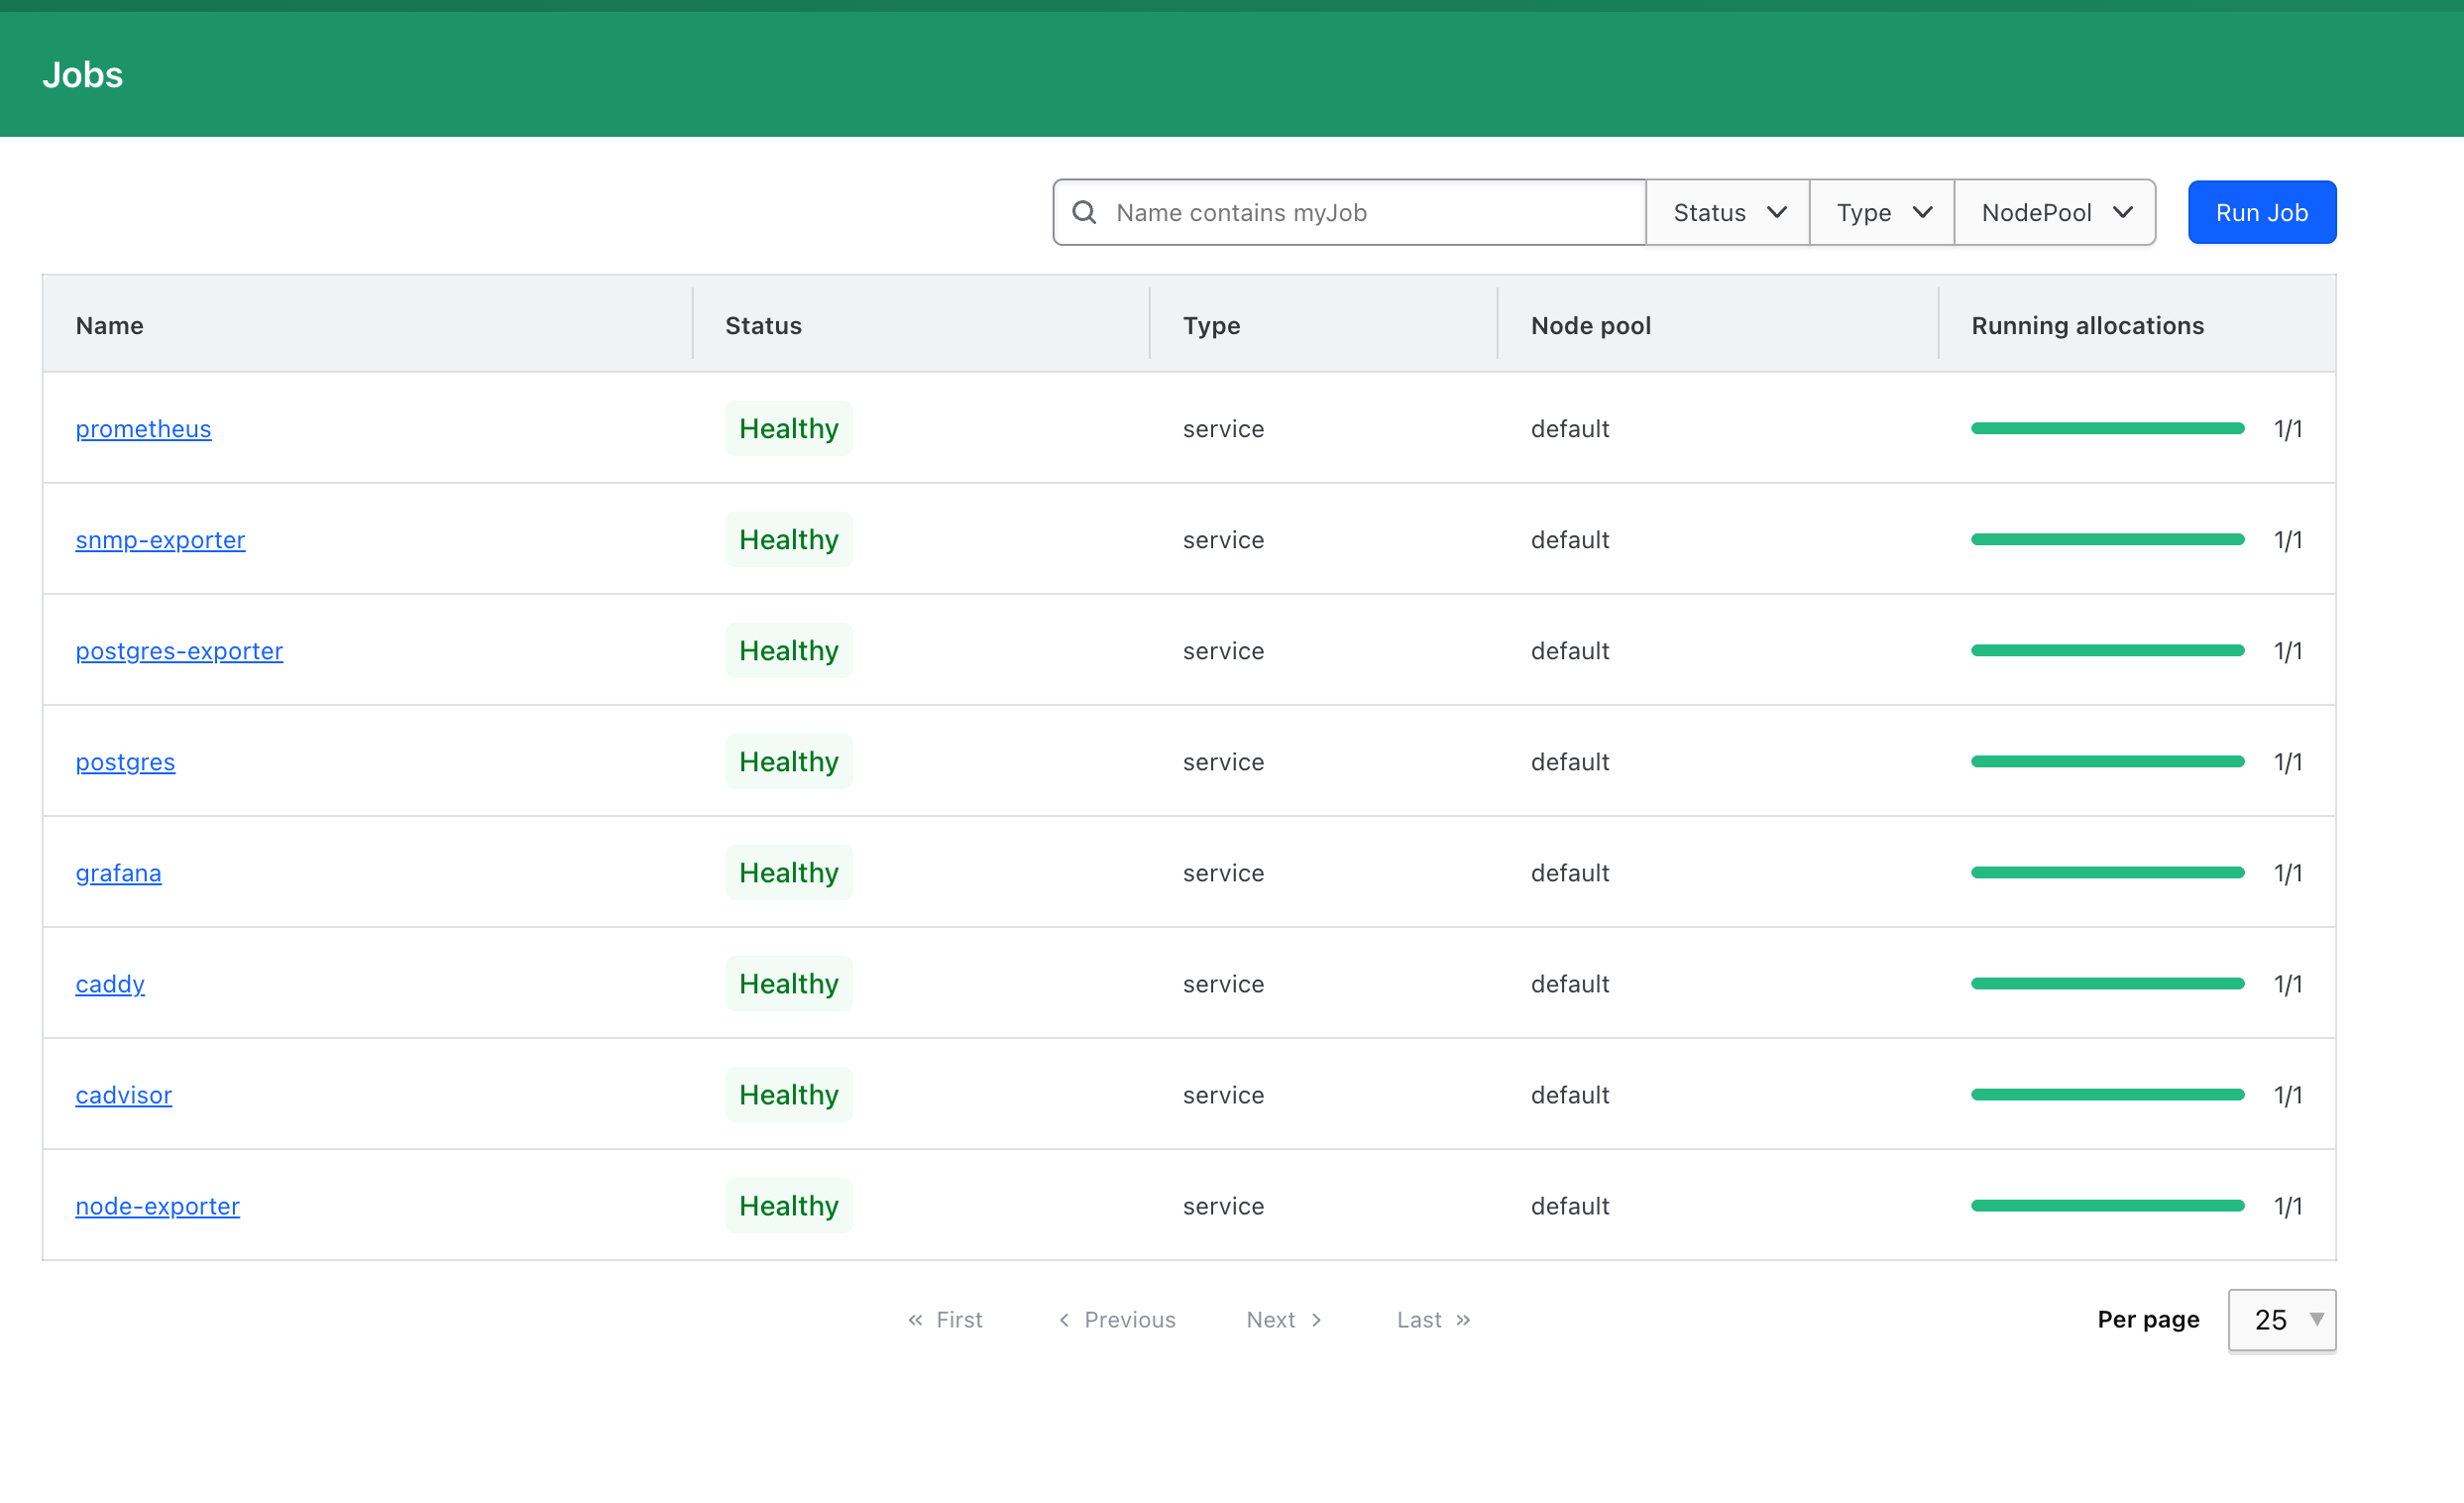 Jobs
Name contains myJob Status Type NodePool Run Job
Name Status Type Node pool Running allocations
prometheus Healthy service default 1/1
snmp-exporter Healthy service default 1/1
postgres-exporter Healthy service default 1/1
postgres Healthy service default 1/1
grafana Healthy service default 1/1
caddy Healthy service default 1/1
cadvisor Healthy service default 1/1
node-exporter Healthy service default 1/1
« First ‹ Previous Next › Last » Per page 25